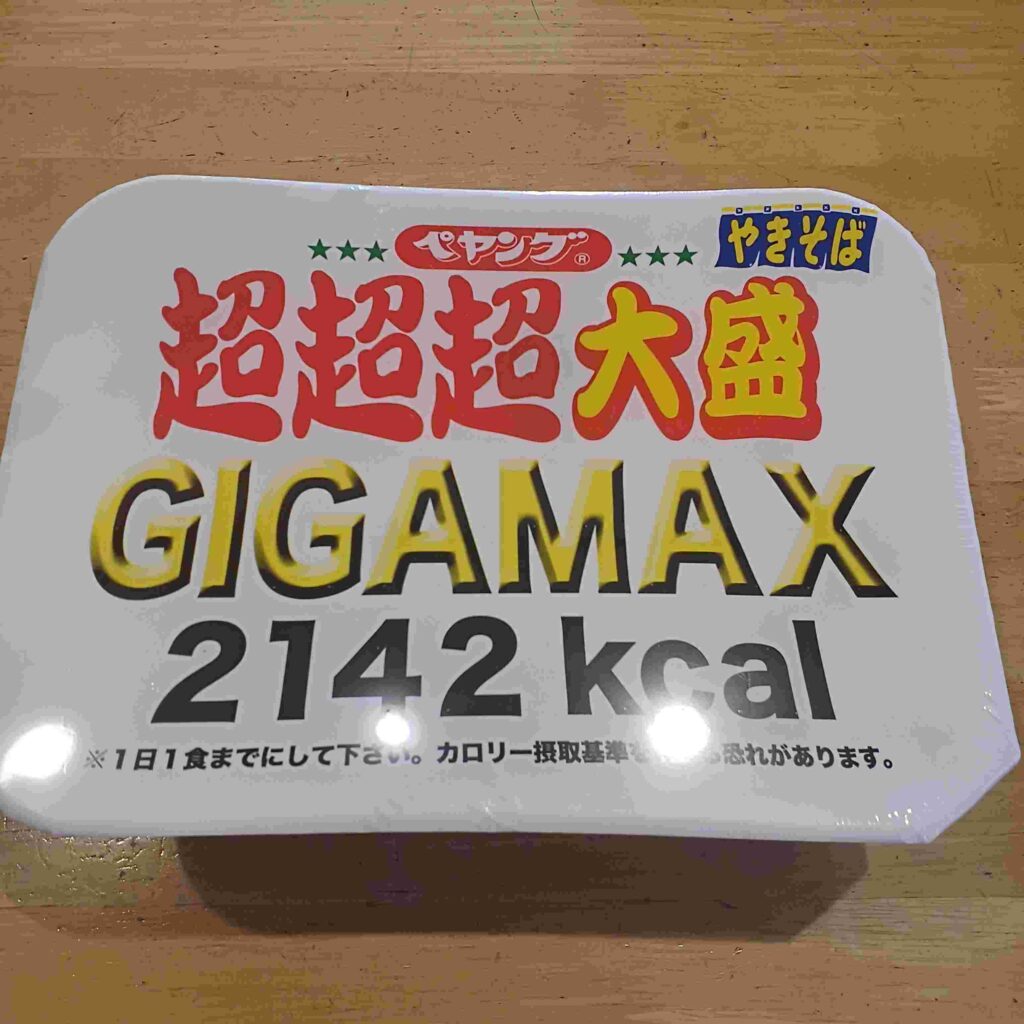 ペヤング®
やきそば
超超超大盛
GIGAMAX
2142kcal
※1日1食までにして下さい。カロリー摂取基準を 恐れがあります。